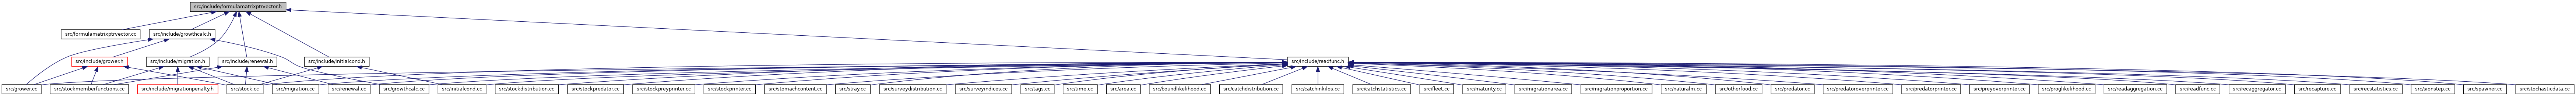 src/include/formulamatrixptrvector.h
src/formulamatrixptrvector.cc
src/include/growthcalc.h
src/include/grower.h
src/include/migration.h
src/include/renewal.h
src/include/initialcond.h
src/include/readfunc.h
src/grower.cc
src/stockmemberfunctions.cc
src/include/migrationpenalty.h
src/stock.cc
src/migration.cc
src/renewal.cc
src/growthcalc.cc
src/initialcond.cc
src/stockdistribution.cc
src/stockpredator.cc
src/stockpreyprinter.cc
src/stockprinter.cc
src/stomachcontent.cc
src/stray.cc
src/surveydistribution.cc
src/surveyindices.cc
src/tags.cc
src/time.cc
src/area.cc
src/boundlikelihood.cc
src/catchdistribution.cc
src/catchinkilos.cc
src/catchstatistics.cc
src/fleet.cc
src/maturity.cc
src/migrationarea.cc
src/migrationproportion.cc
src/naturalm.cc
src/otherfood.cc
src/predator.cc
src/predatoroverprinter.cc
src/predatorprinter.cc
src/preyoverprinter.cc
src/proglikelihood.cc
src/readaggregation.cc
src/readfunc.cc
src/recaggregator.cc
src/recapture.cc
src/recstatistics.cc
src/sionstep.cc
src/spawner.cc
src/stochasticdata.cc